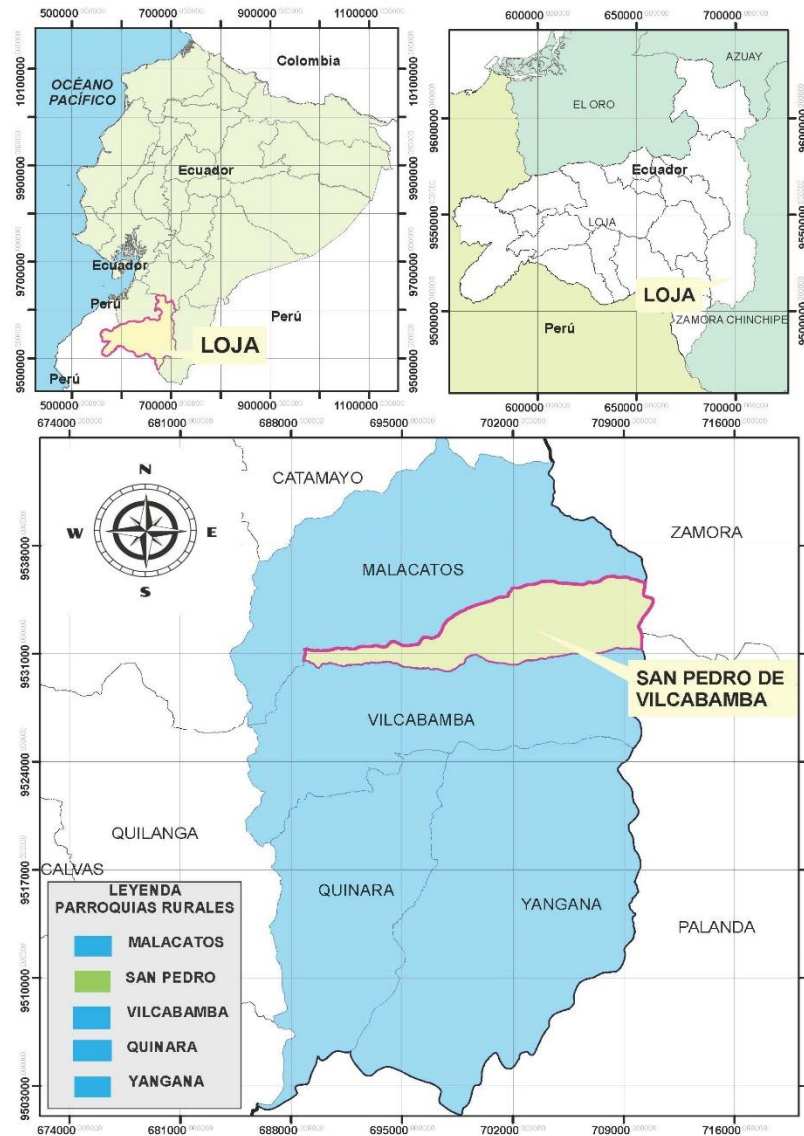 500000 700000 900000 1100000
Colombia
OCÉANO
PACÍFICO
Ecuador
Ecuador
Perú
Perú
LOJA
Perú
10100000
9900000
9700000
9500000
500000 700000 900000 1100000
600000 650000 700000
AZUAY
EL ORO
Ecuador
LOJA
LOJA
ZAMORA CHINCHIPE
Perú
9600000
9550000
9500000
600000 650000 700000
674000 681000 688000 695000 702000 709000 716000
CATAMAYO
N
W E
S
ZAMORA
MALACATOS
SAN PEDRO DE
VILCABAMBA
VILCABAMBA
QUILANGA
CALVAS
QUINARA
YANGANA
PALANDA
9538000
9531000
9524000
9517000
9510000
9503000
LEYENDA
PARROQUIAS RURALES
MALACATOS
SAN PEDRO
VILCABAMBA
QUINARA
YANGANA
674000 681000 688000 695000 702000 709000 716000